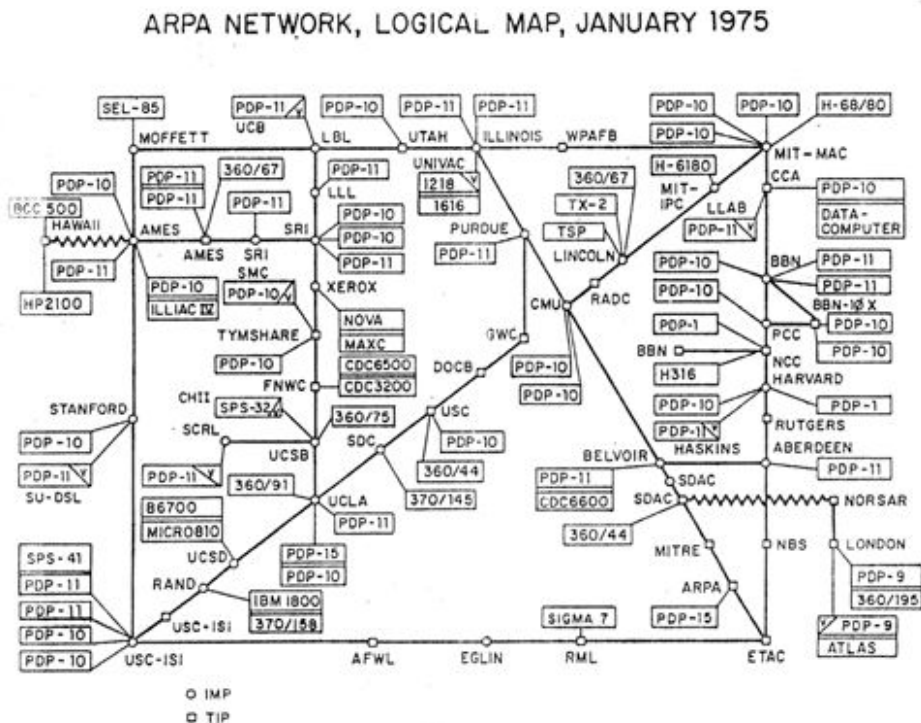 ARPA NETWORK, LOGICAL MAP, JANUARY 1975
SEL-85
PDP-11
PDP-10
PDP-11
PDP-11
PDP-10
PDP-10
H-68/80
PDP-10
UCB
MOFFETT
LBL
UTAH
ILLINOIS
WPAFB
MIT-MAC
PDP-10
PDP-11
PDP-11
360/67
PDP-11
UNIVAC
1218
1616
360/67
H-6180
MIT-
IPC
CCA
PDP-10
DATA-
COMPUTER
BCC 500
HAWAII
PDP-11
LLL
TX-2
LLAB
PDP-11
AMES
AMES
SRI
SRI
PDP-10
PDP-10
PDP-11
PURDUE
PDP-11
TSP
LINCOLN
PDP-11
HP2100
PDP-10
ILLIAC IV
SMC
PDP-10
XEROX
RADC
PDP-10
BBN
PDP-11
PDP-11
PDP-10
BBN-10X
PDP-10
PDP-10
PCC
TYMSHARE
PDP-10
NOVA
MAXC
GWC
CMU
PDP-10
PDP-10
PDP-1
BBN
H316
NCC
FNWC
CDC6500
CDC3200
DOCB
HARVARD
PDP-1
PDP-10
PDP-11
HASKINS
RUTGERS
STANFORD
PDP-10
PDP-11
SU-DSL
CHII
SPS-32
360/75
SCRL
UCSB
PDP-11
USC
PDP-10
360/44
SDC
370/145
BELVOIR
PDP-11
CDC6600
SDAC
SDAC
360/44
ABERDEEN
PDP-11
NORSAR
360/91
UCLA
PDP-11
B6700
MICRO810
UCSD
PDP-15
PDP-10
MITRE
NBS
LONDON
PDP-9
360/195
SPS-41
PDP-11
PDP-11
PDP-10
PDP-10
RAND
IBM 1800
370/158
USC-ISI
SIGMA 7
ARPA
PDP-15
PDP-9
ATLAS
USC-ISI
AFWL
EGLIN
RML
ETAC
IMP
TIP